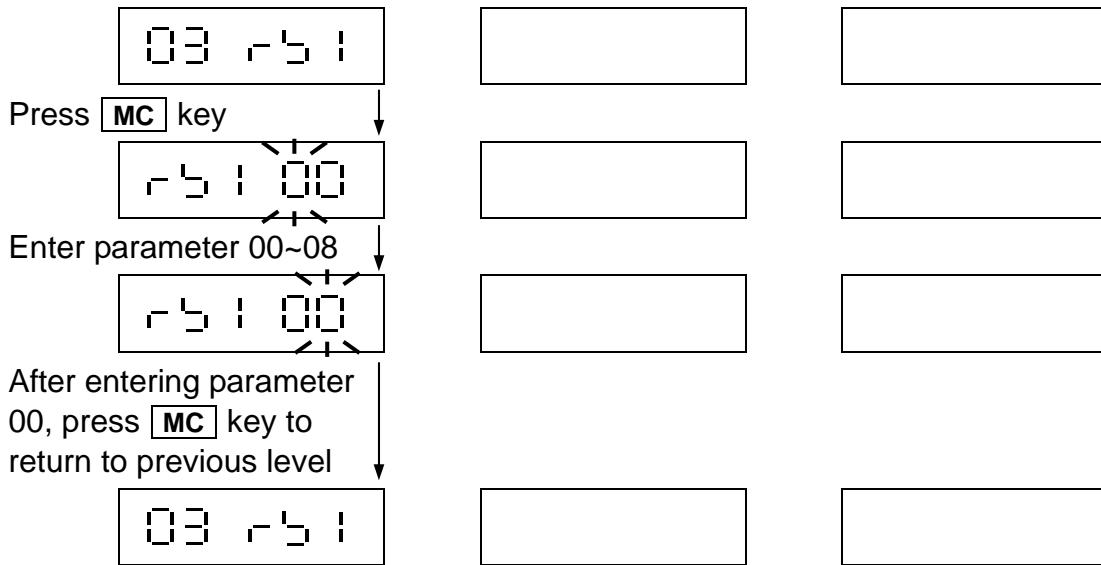 03 rb1
Press MC key
rb1 00
Enter parameter 00~08
rb1 00
After entering parameter
00, press MC key to
return to previous level
03 rb1